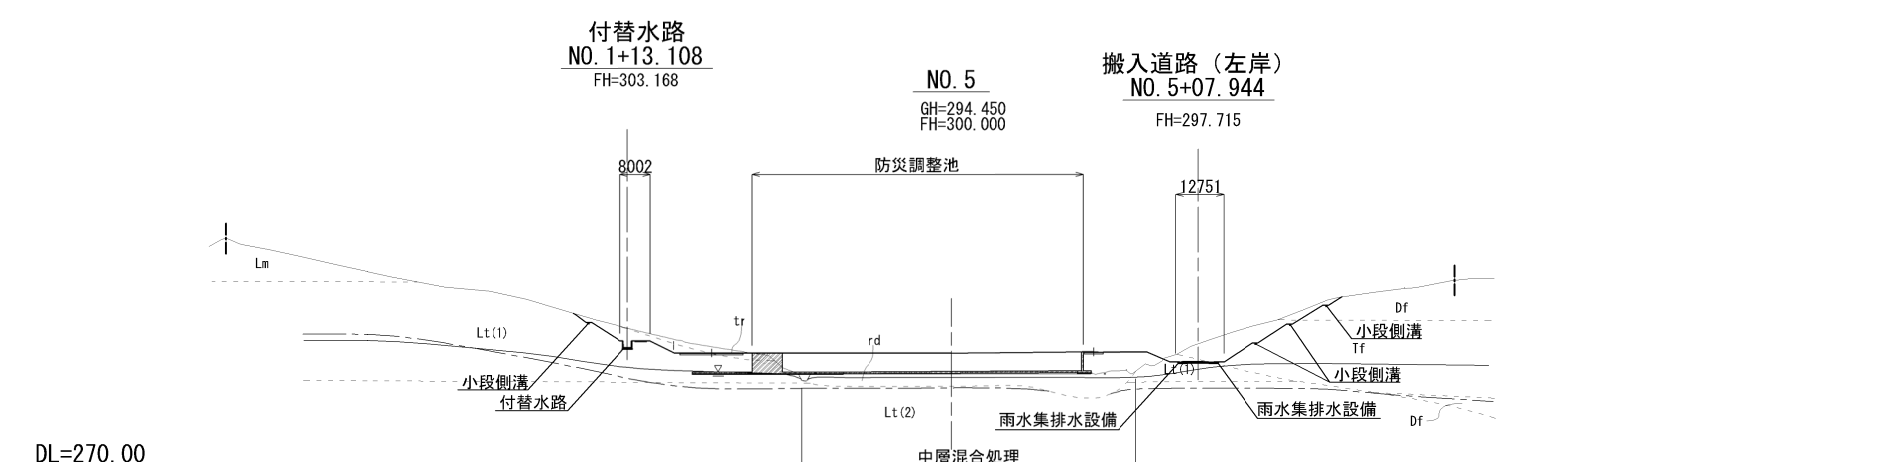 付替水路
NO.1+13.108
FH=303.168
NO.5
GH=294.450
FH=300.000
搬入道路（左岸）
NO.5+07.944
FH=297.715
8002
防災調整池
12751
Lm
Df
tr
Lt(1)
rd
小段側溝
Tf
Lt(1)
小段側溝
小段側溝
付替水路
Lt(2)
雨水集排水設備
雨水集排水設備
Df
DL=270.00
中層混合処理